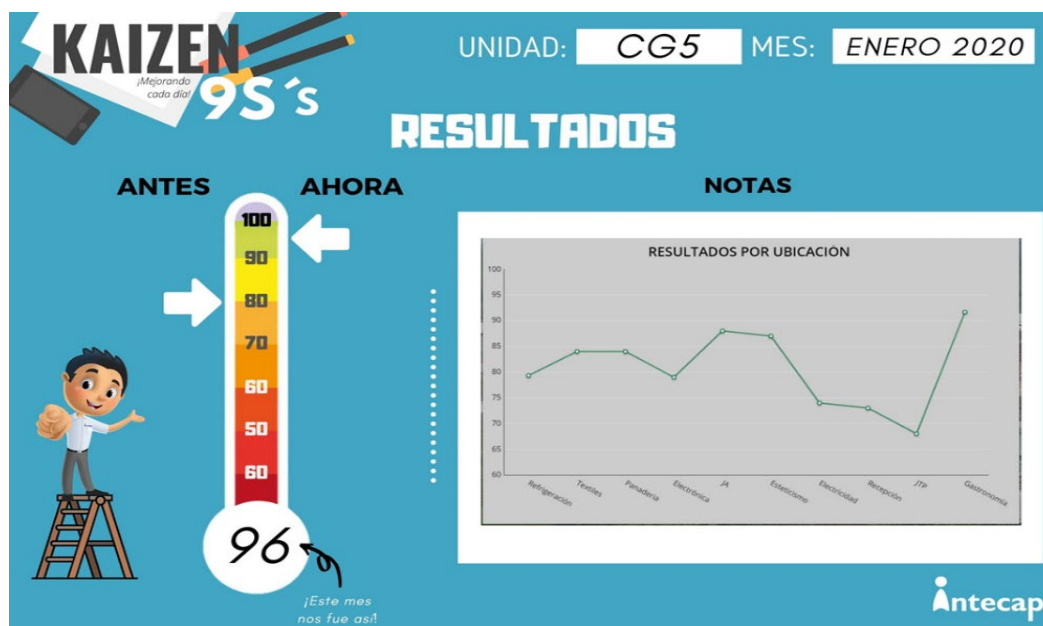 KAIZEN
¡Mejorando
cada día!
9S´s
UNIDAD: CG5 MES: ENERO 2020
RESULTADOS
ANTES AHORA
100
90
80
70
60
50
60
96
¡Este mes
nos fue así!
NOTAS
RESULTADOS POR UBICACIÓN
100
95
90
85
80
75
70
65
60
Refrigeración Textiles Panadería Electrónica JA Esteticismo Electricidad Recepción JTP Gastronomía
intecap